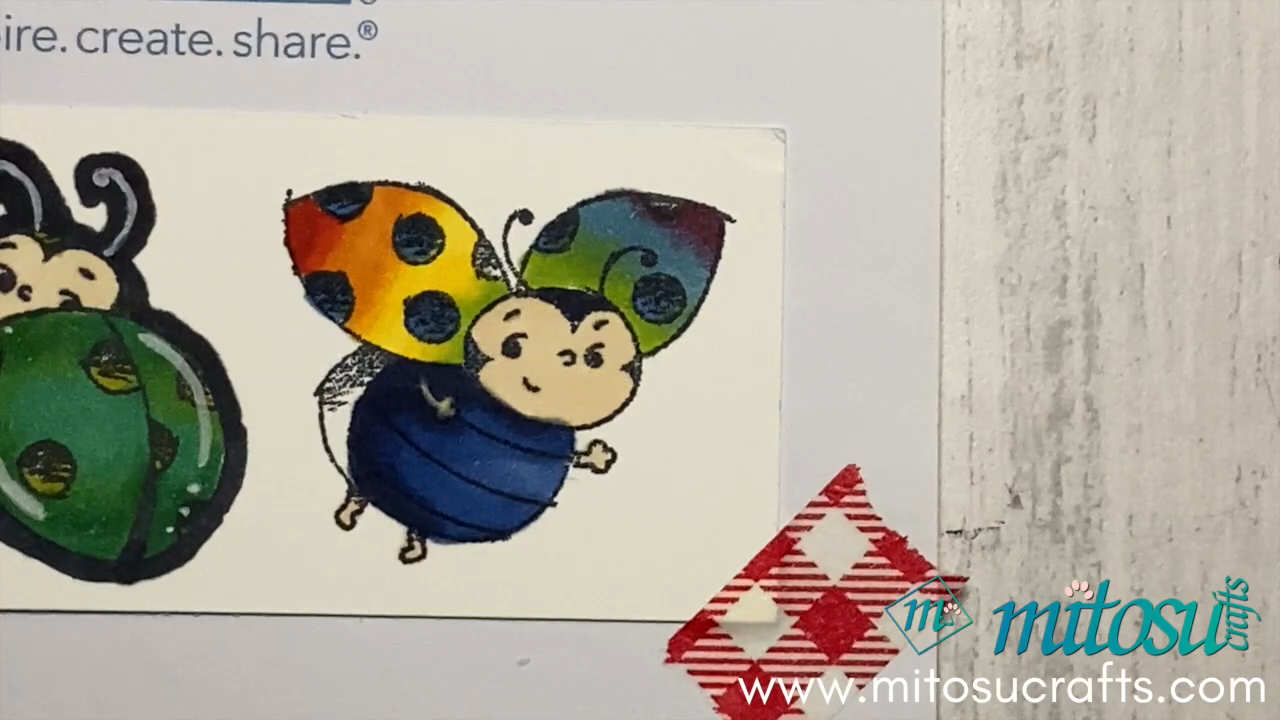 ire. create. share.®
m
mitosu crafts
www.mitosucrafts.com